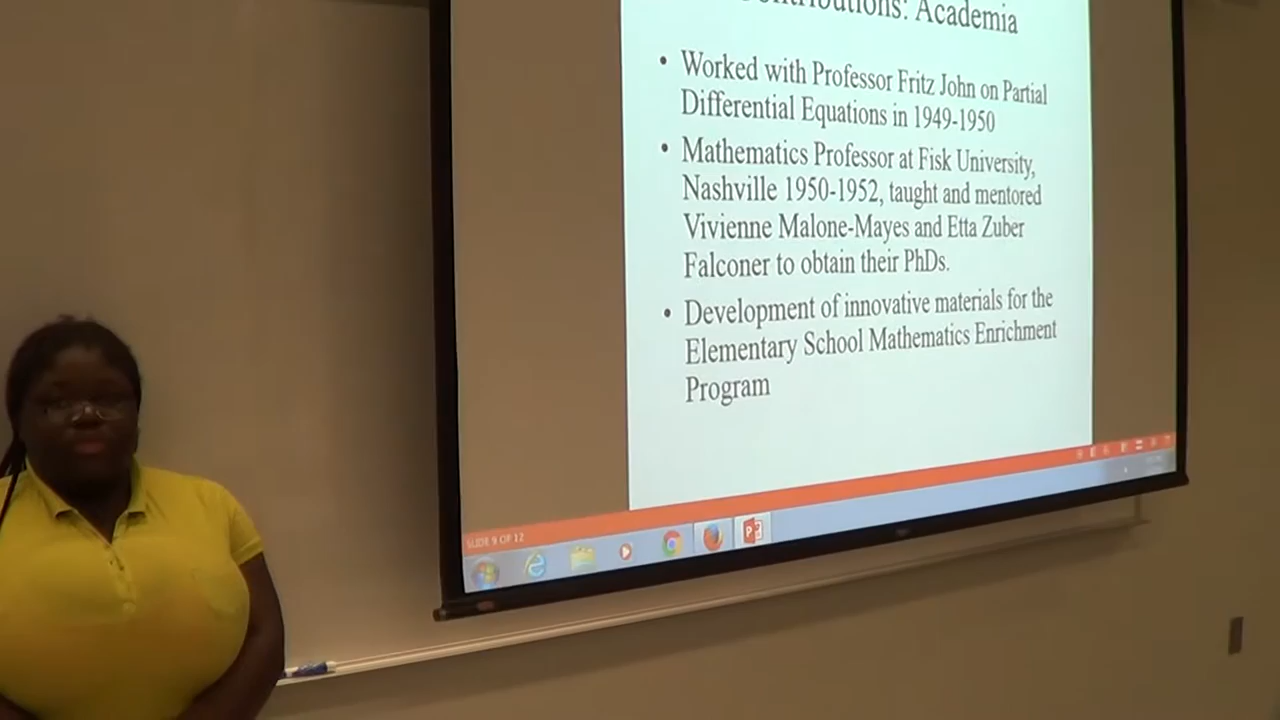 Contributions: Academia
• Worked with Professor Fritz John on Partial
Differential Equations in 1949-1950
• Mathematics Professor at Fisk University,
Nashville 1950-1952, taught and mentored
Vivienne Malone-Mayes and Etta Zuber
Falconer to obtain their PhDs.
• Development of innovative materials for the
Elementary School Mathematics Enrichment
Program
SLIDE 9 OF 12